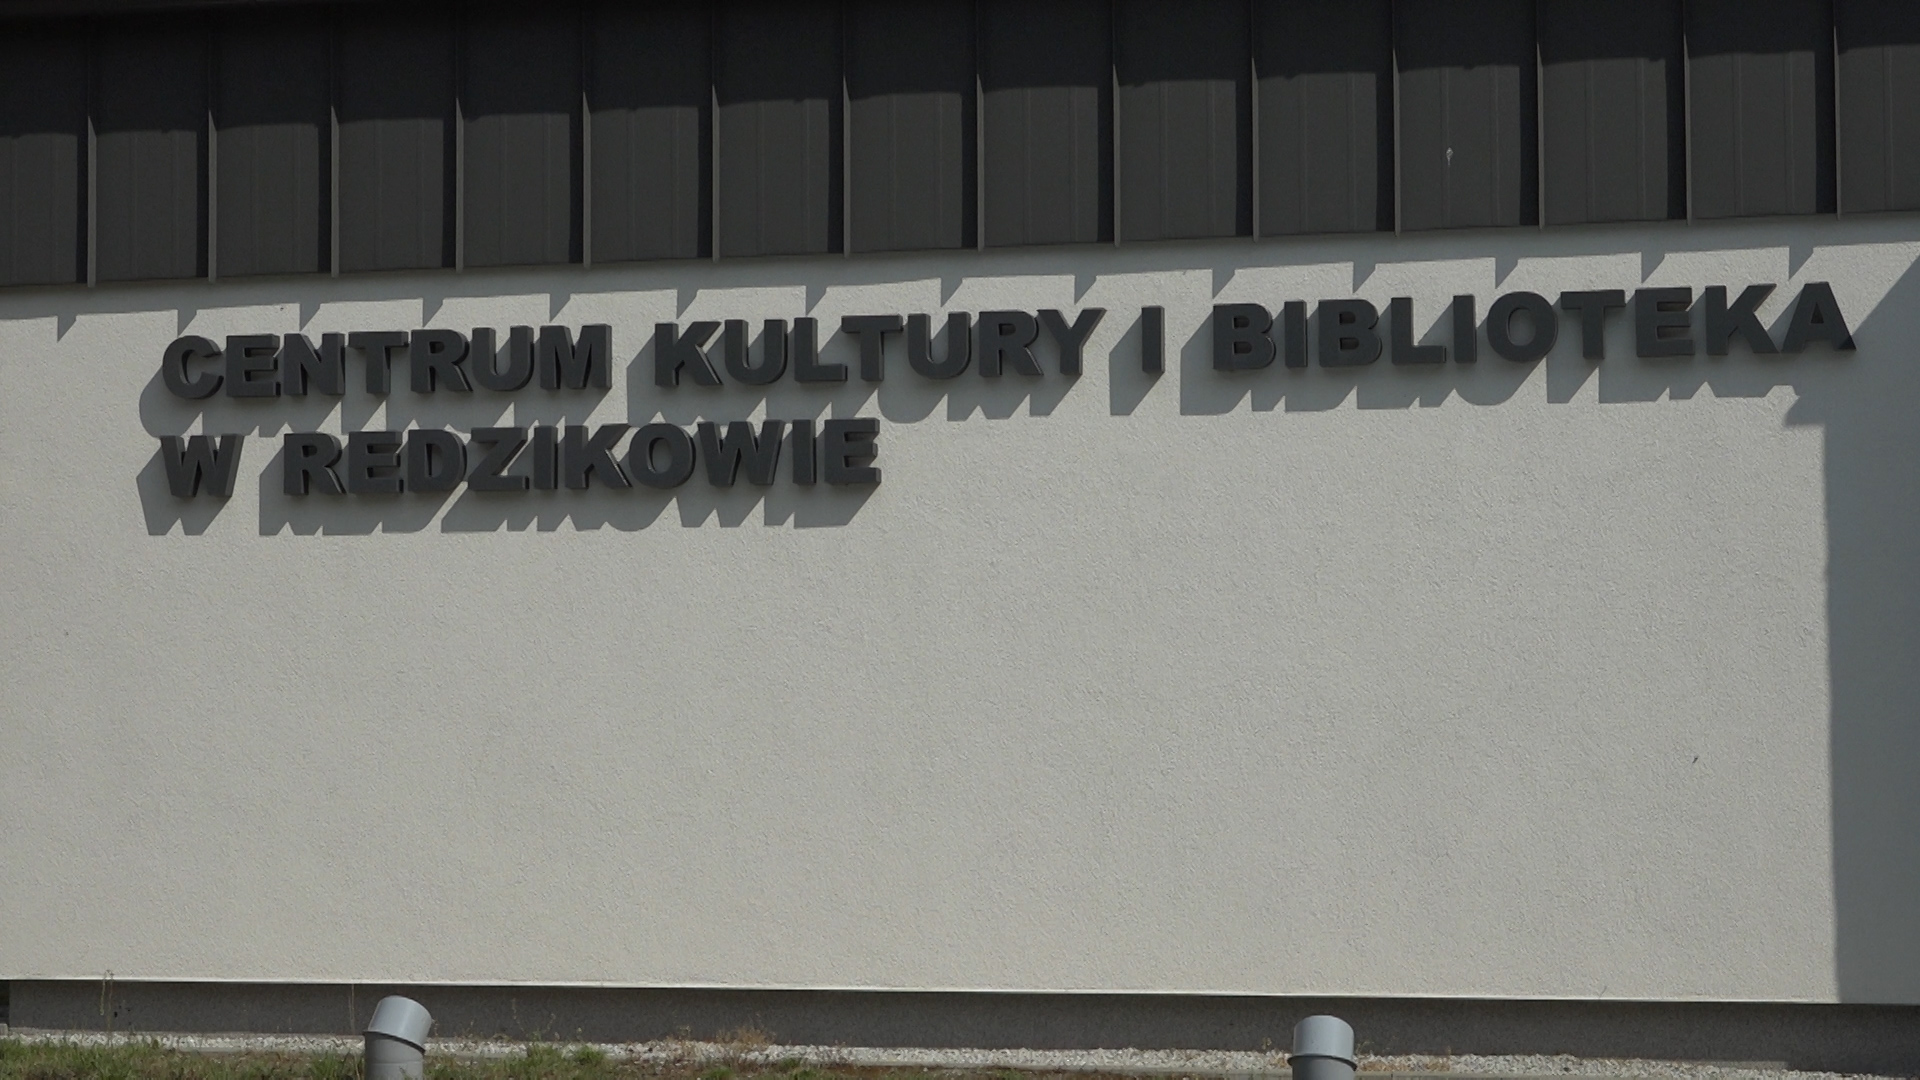 CENTRUM KULTURY I BIBLIOTEKA
W REDZIKOWIE